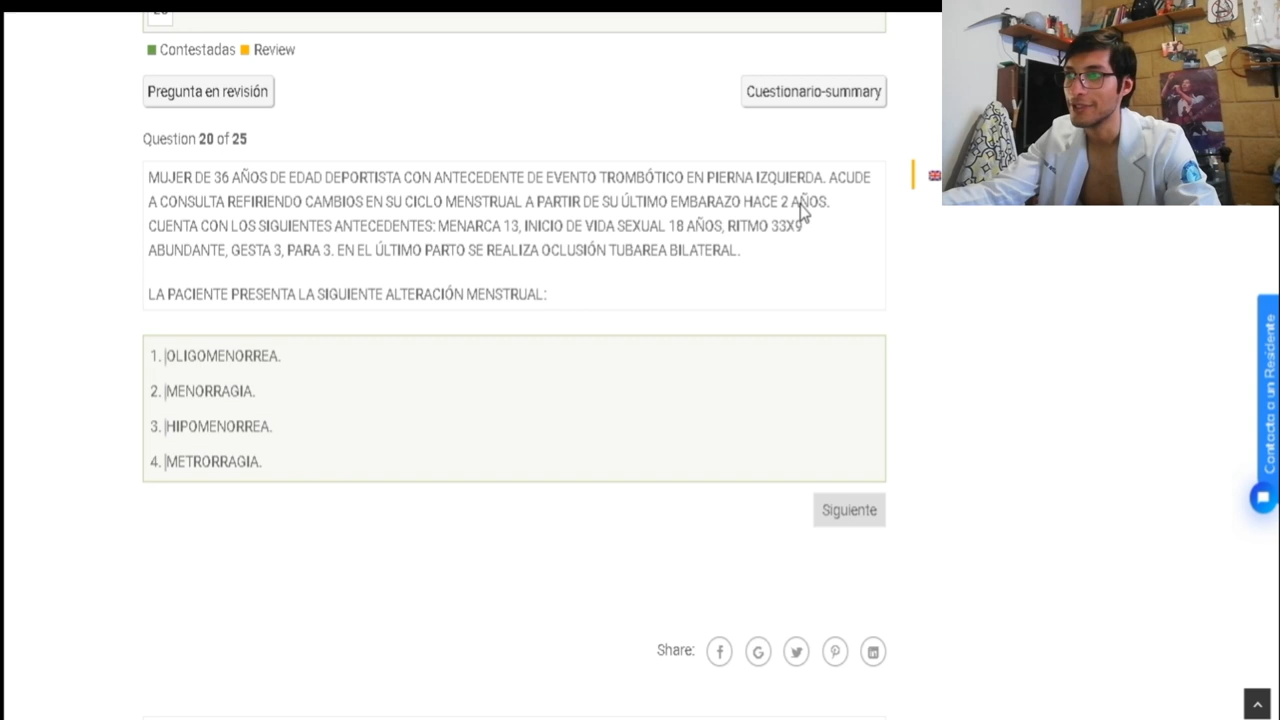 Contestadas Review
Pregunta en revisión
Cuestionario-summary
Question 20 of 25
MUJER DE 36 AÑOS DE EDAD DEPORTISTA CON ANTECEDENTE DE EVENTO TROMBÓTICO EN PIERNA IZQUIERDA. ACUDE
A CONSULTA REFIRIENDO CAMBIOS EN SU CICLO MENSTRUAL A PARTIR DE SU ÚLTIMO EMBARAZO HACE 2 AÑOS.
CUENTA CON LOS SIGUIENTES ANTECEDENTES: MENARCA 13, INICIO DE VIDA SEXUAL 18 AÑOS, RITMO 33X9
ABUNDANTE, GESTA 3, PARA 3. EN EL ÚLTIMO PARTO SE REALIZA OCLUSIÓN TUBAREA BILATERAL.
LA PACIENTE PRESENTA LA SIGUIENTE ALTERACIÓN MENSTRUAL:
1. OLIGOMENORREA.
2. MENORRAGIA.
3. HIPOMENORREA.
4. METRORRAGIA.
Siguiente
Contacta a un Residente
Share: